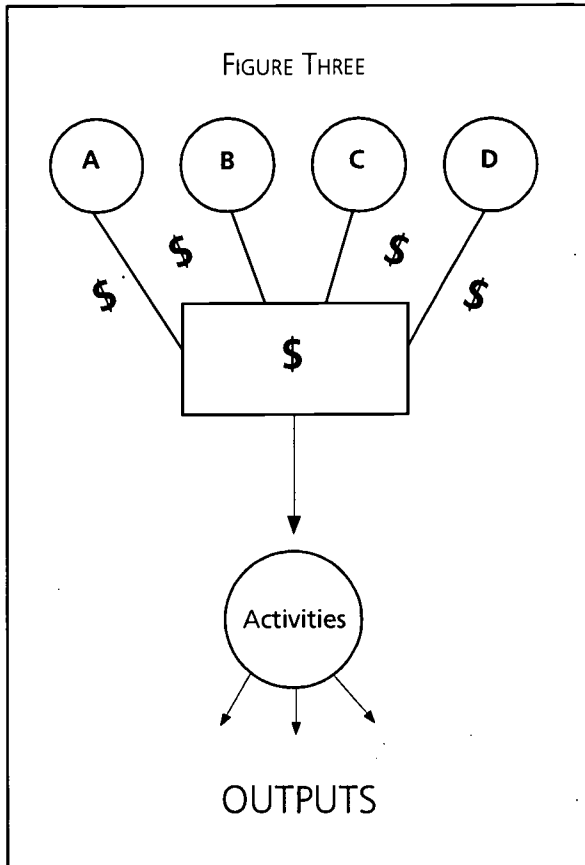 FIGURE THREE
A B C D
$ $
$ $
$
Activities
OUTPUTS